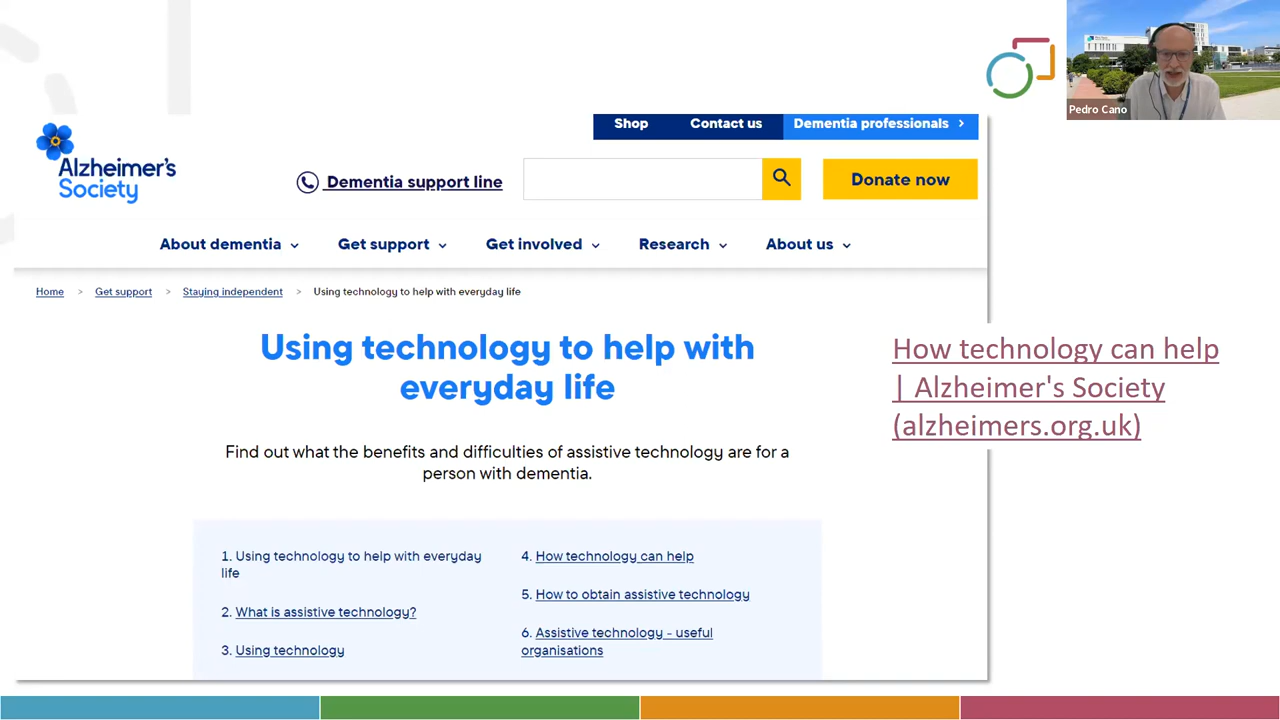 Pedro Cano
Shop
Contact us
Dementia professionals
Alzheimer's
Society
Dementia support line
Donate now
About dementia
Get support
Get involved
Research
About us
Home > Get support > Staying independent > Using technology to help with everyday life
Using technology to help with
everyday life
Find out what the benefits and difficulties of assistive technology are for a
person with dementia.
1. Using technology to help with everyday
life
2. What is assistive technology?
3. Using technology
4. How technology can help
5. How to obtain assistive technology
6. Assistive technology - useful
organisations
How technology can help
| Alzheimer's Society
(alzheimers.org.uk)